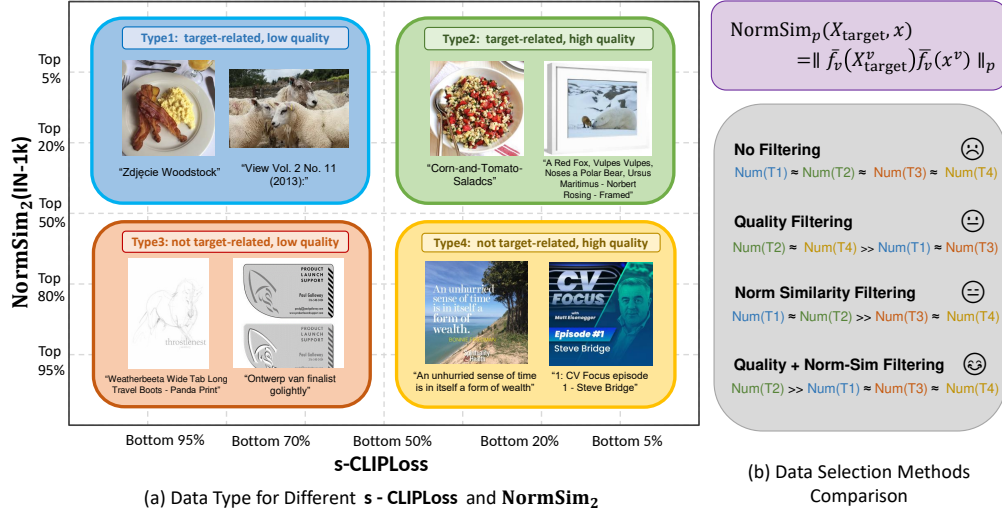 Type1: target-related, low quality
"Zdjęcie Woodstock"
"View Vol. 2 No. 11
(2013):"
Type2: target-related, high quality
"Corn-and-Tomato-
Saladcs"
"A Red Fox, Vulpes Vulpes,
Noses a Polar Bear, Ursus
Maritimus - Norbert
Rosing - Framed"
Type3: not target-related, low quality
throstlenest
PRODUCT
LAUNCH
SUPPORT
Paul Galloway
"Weatherbeeta Wide Tab Long
Travel Boots - Panda Print"
"Ontwerp van finalist
golightly"
Type4: not target-related, high quality
An unhurried
sense of time
is in itself a
form of
wealth.
"An unhurried sense of time
is in itself a form of wealth"
CV
FOCUS
with
Matt Eisenegger
Episode #1
Steve Bridge
"1: CV Focus episode
1 - Steve Bridge"
NormSim₂(IN-1k)
Top
5%
Top
20%
Top
50%
Top
80%
Top
95%
Bottom 95%
Bottom 70%
Bottom 50%
Bottom 20%
Bottom 5%
s-CLIPLoss
(a) Data Type for Different s - CLIPLoss and NormSim₂
NormSimₚ(X_target, x)
=‖ f̄ᵥ(Xᵛ_target)f̄ᵥ(xᵛ) ‖ₚ
No Filtering
Num(T1) ≈ Num(T2) ≈ Num(T3) ≈ Num(T4)
Quality Filtering
Num(T2) ≈ Num(T4) >> Num(T1) ≈ Num(T3)
Norm Similarity Filtering
Num(T1) ≈ Num(T2) >> Num(T3) ≈ Num(T4)
Quality + Norm-Sim Filtering
Num(T2) >> Num(T1) ≈ Num(T3) ≈ Num(T4)
(b) Data Selection Methods
Comparison